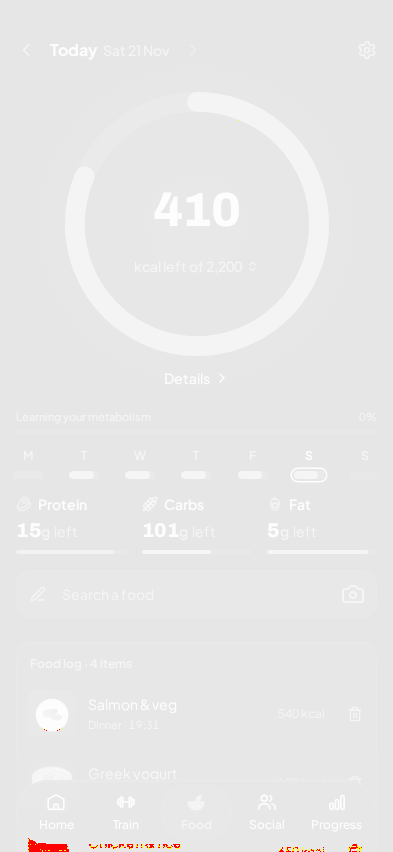 Today Sat 21 Nov
410
kcal left of 2,200
Details
Learning your metabolism 0%
M T W T F S S
Protein Carbs Fat
15g left 101g left 5g left
Search a food
Food log · 4 items
Salmon & veg
540 kcal
Dinner · 19:31
Greek yogurt
Home Train Food Social Progress